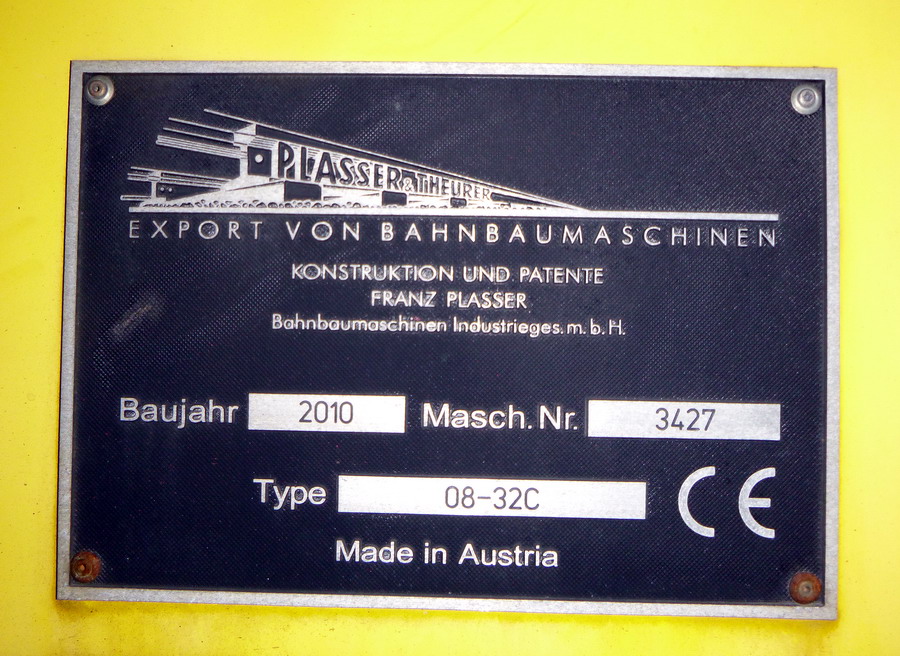 PLASSER & THEURER
EXPORT VON BAHNBAUMASCHINEN
KONSTRUKTION UND PATENTE
FRANZ PLASSER
Bahnbaumaschinen Industrieges.m.b.H.
Baujahr 2010 Masch.Nr. 3427
Type 08-32C CE
Made in Austria